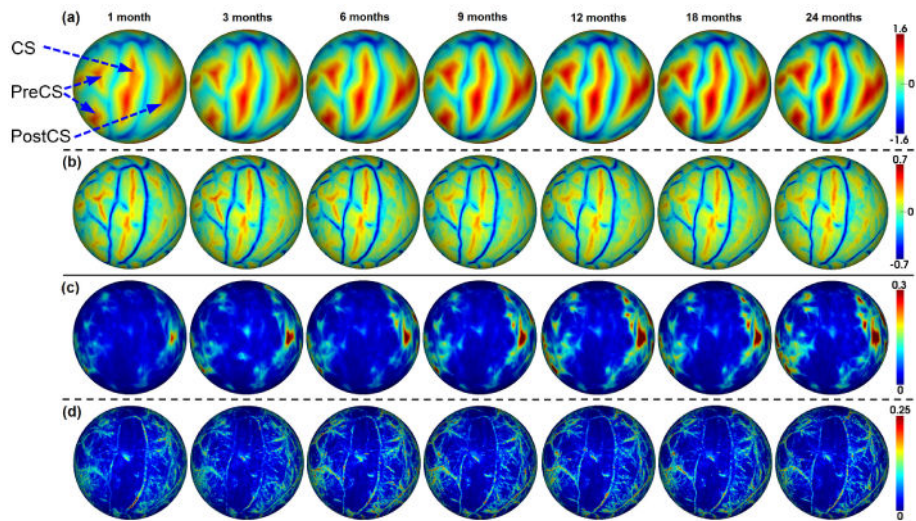 (a) 1 month 3 months 6 months 9 months 12 months 18 months 24 months
1.6
CS
PreCS
0
PostCS
-1.6
(b)
0.7
0
-0.7
(c)
0.3
0
(d)
0.25
0